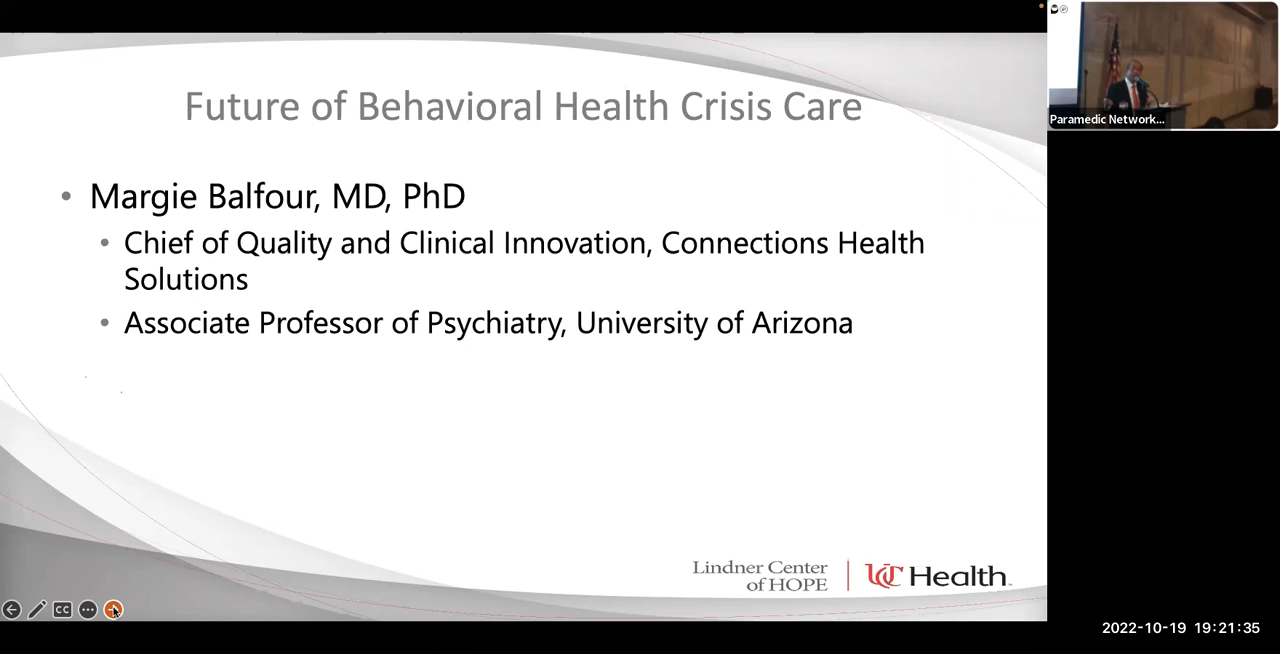 Future of Behavioral Health Crisis Care
• Margie Balfour, MD, PhD
• Chief of Quality and Clinical Innovation, Connections Health
Solutions
• Associate Professor of Psychiatry, University of Arizona
Lindner Center
of HOPE
UC Health™
CC
Paramedic Network...
2022-10-19 19:21:35